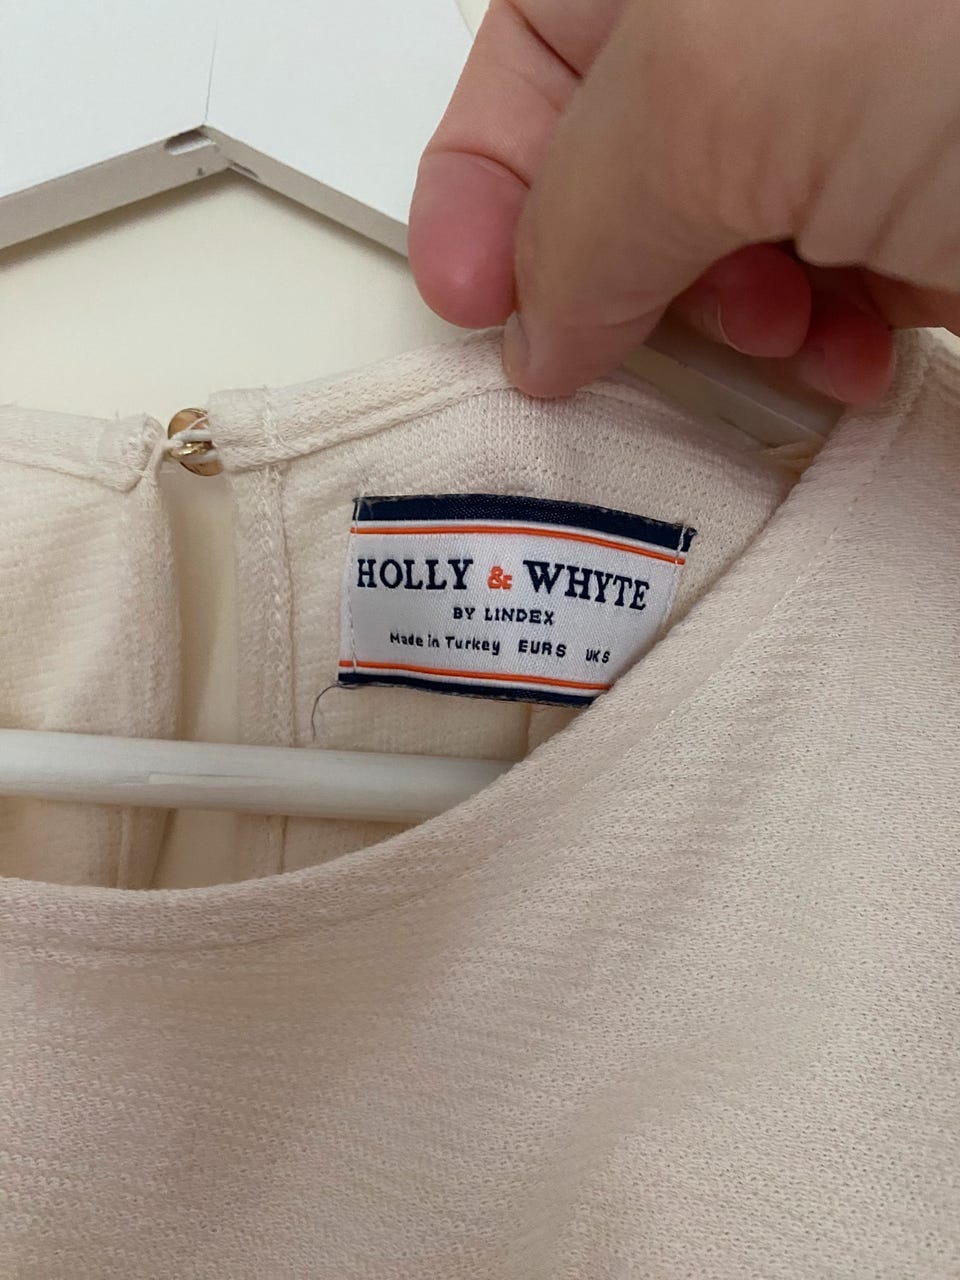 HOLLY & WHYTE
BY LINDEX
Made in Turkey EUR S UK S